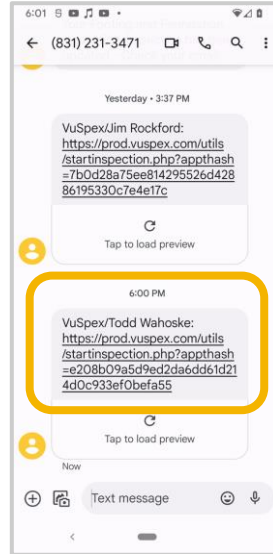 6:01
(831) 231-3471
Yesterday • 3:37 PM
VuSpex/Jim Rockford:
https://prod.vuspex.com/utils
/startinspection.php?appthash
=7b0d28a75ee814295526d428
86195330c7e4e17c
Tap to load preview
6:00 PM
VuSpex/Todd Wahoske:
https://prod.vuspex.com/utils
/startinspection.php?appthash
=e208b09a5d9ed2da6dd61d21
4d0c933ef0befa55
Tap to load preview
Now
Text message